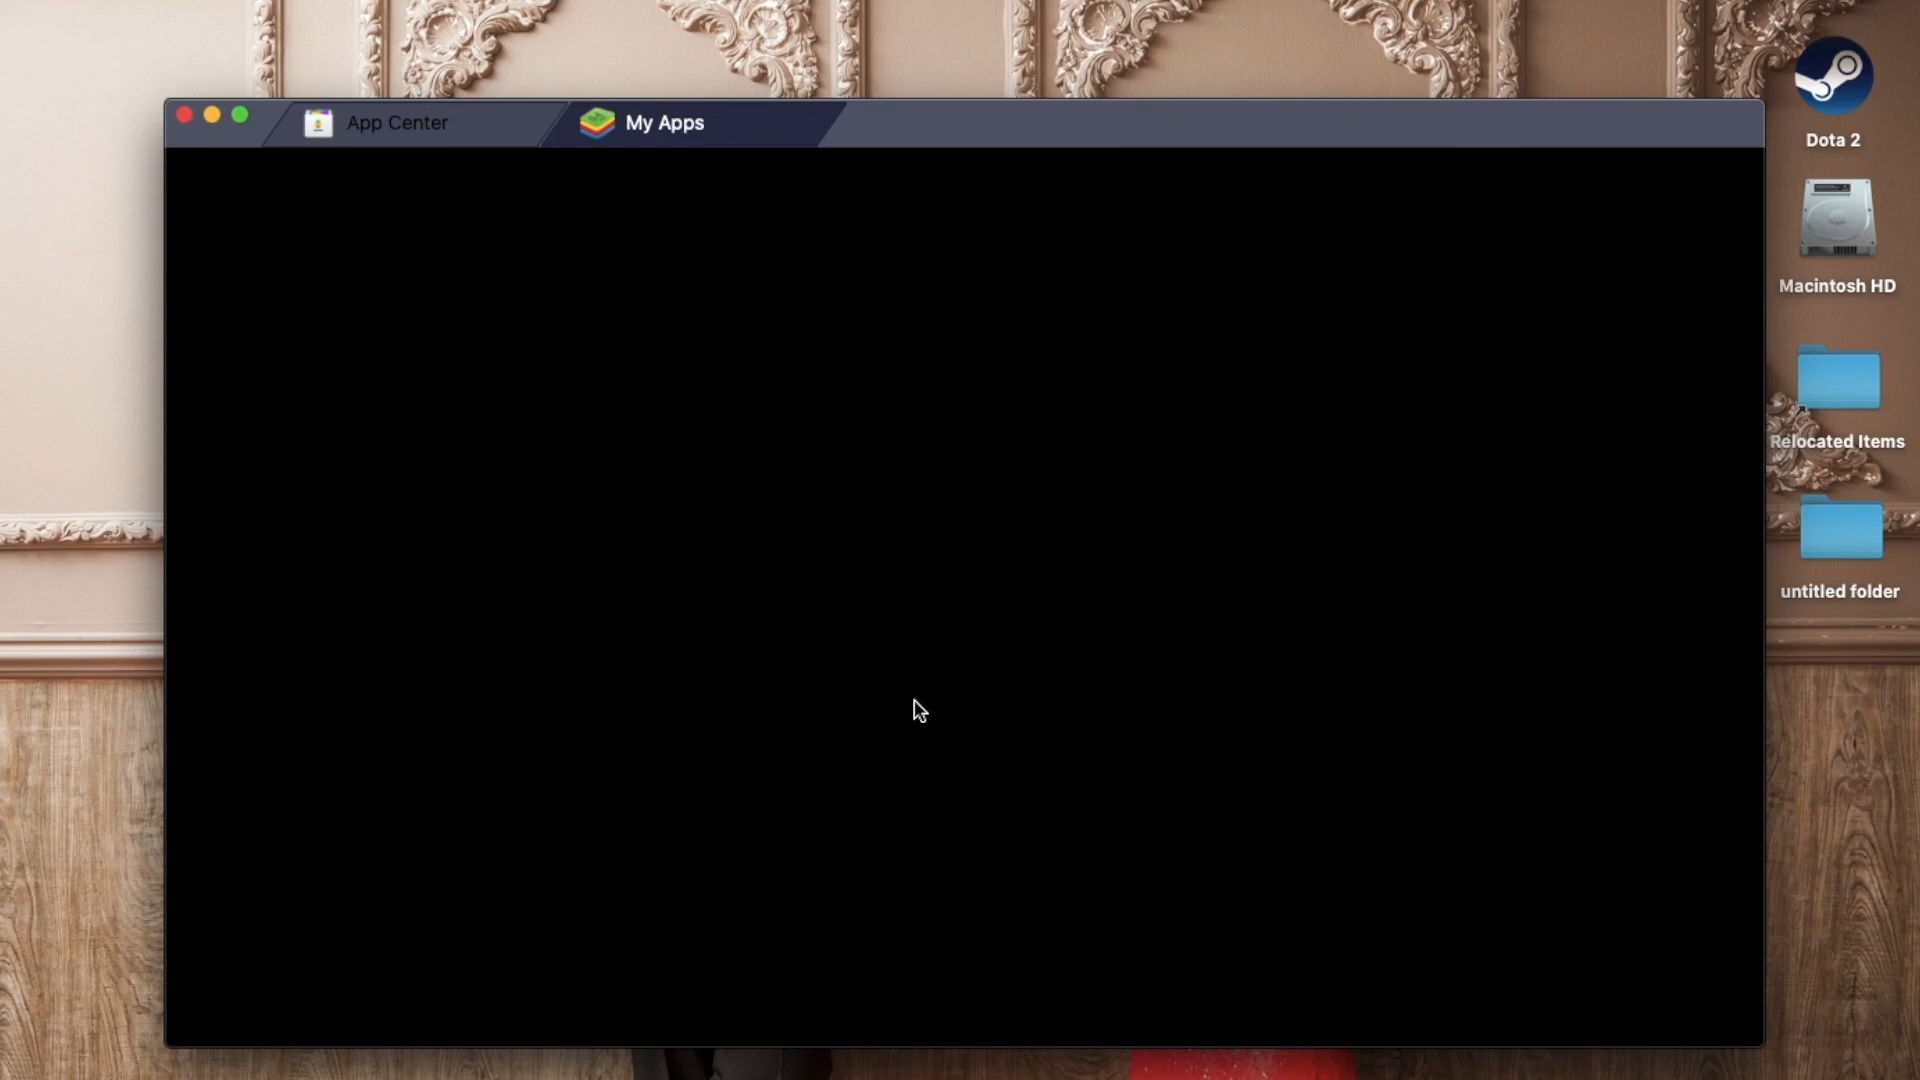 App Center
My Apps
Dota 2
Macintosh HD
Relocated Items
untitled folder